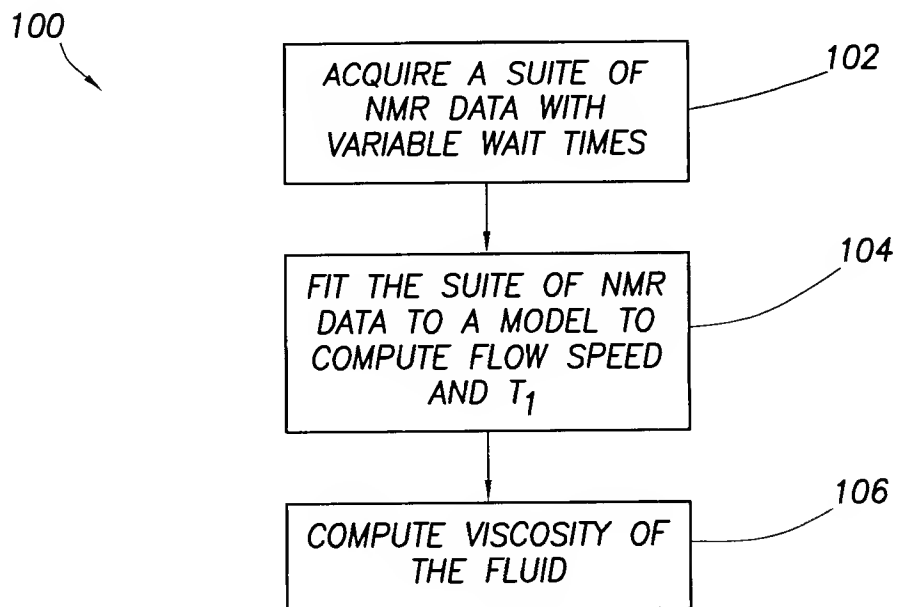 100
ACQUIRE A SUITE OF
NMR DATA WITH
VARIABLE WAIT TIMES
102
FIT THE SUITE OF NMR
DATA TO A MODEL TO
COMPUTE FLOW SPEED
AND T1
104
COMPUTE VISCOSITY OF
THE FLUID
106